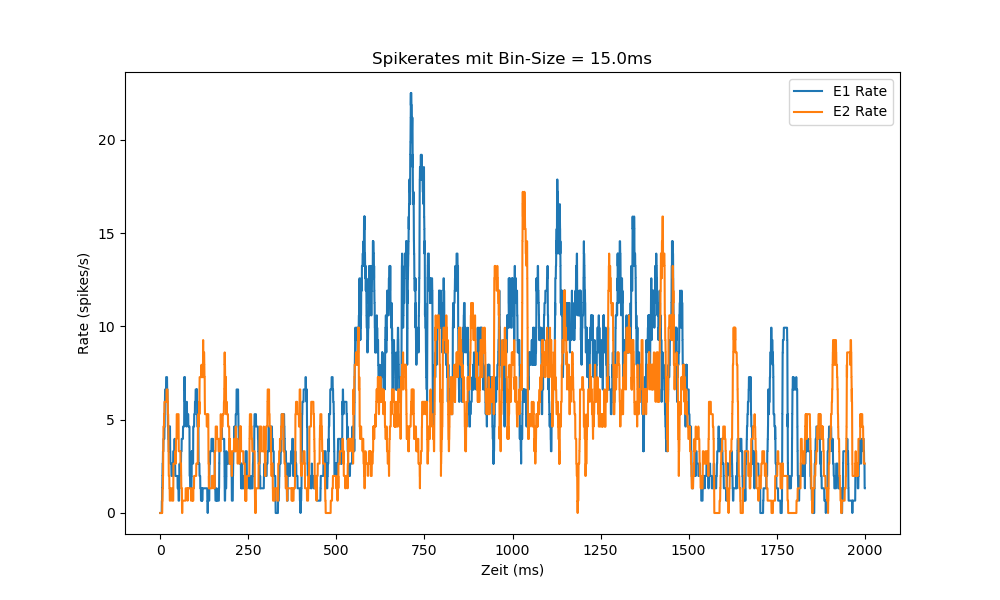 Spikerates mit Bin-Size = 15.0ms
E1 Rate
E2 Rate
Rate (spikes/s)
20
15
10
5
0
0 250 500 750 1000 1250 1500 1750 2000
Zeit (ms)